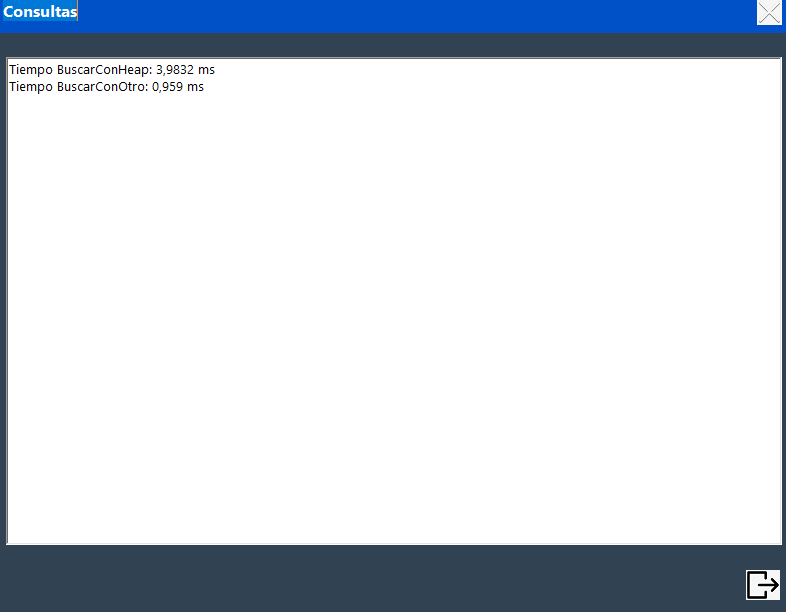 Consultas
Tiempo BuscarConHeap: 3,9832 ms
Tiempo BuscarConOtro: 0,959 ms